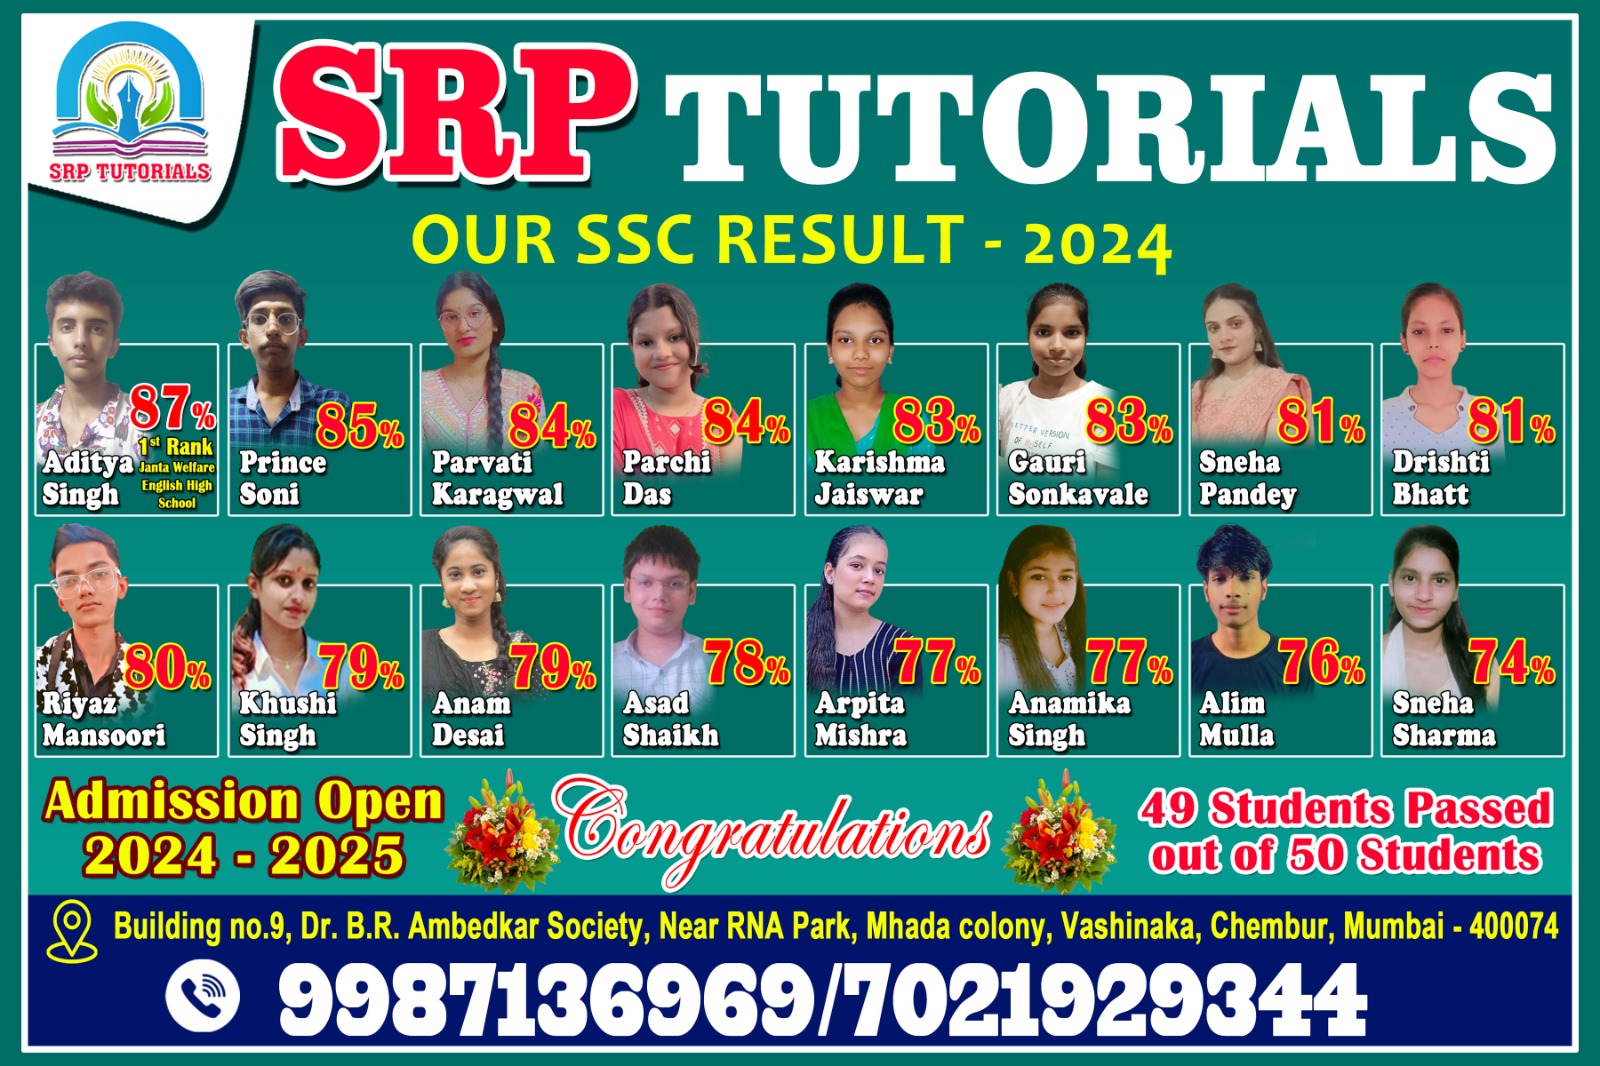 SRP TUTORIALS
SRP TUTORIALS
OUR SSC RESULT - 2024
87%
1st Rank
Janta Welfare
English High
School
Aditya
Singh
85%
Prince
Soni
84%
Parvati
Karagwal
84%
Parchi
Das
83%
Karishma
Jaiswar
BETTER VERSION
OF MYSELF
83%
Gauri
Sonkavale
81%
Sneha
Pandey
81%
Drishti
Bhatt
80%
Riyaz
Mansoori
79%
Khushi
Singh
79%
Anam
Desai
78%
Asad
Shaikh
77%
Arpita
Mishra
77%
Anamika
Singh
76%
Alim
Mulla
74%
Sneha
Sharma
Admission Open
2024 - 2025
Congratulations
49 Students Passed
out of 50 Students
Building no.9, Dr. B.R. Ambedkar Society, Near RNA Park, Mhada colony, Vashinaka, Chembur, Mumbai - 400074
9987136969/7021929344